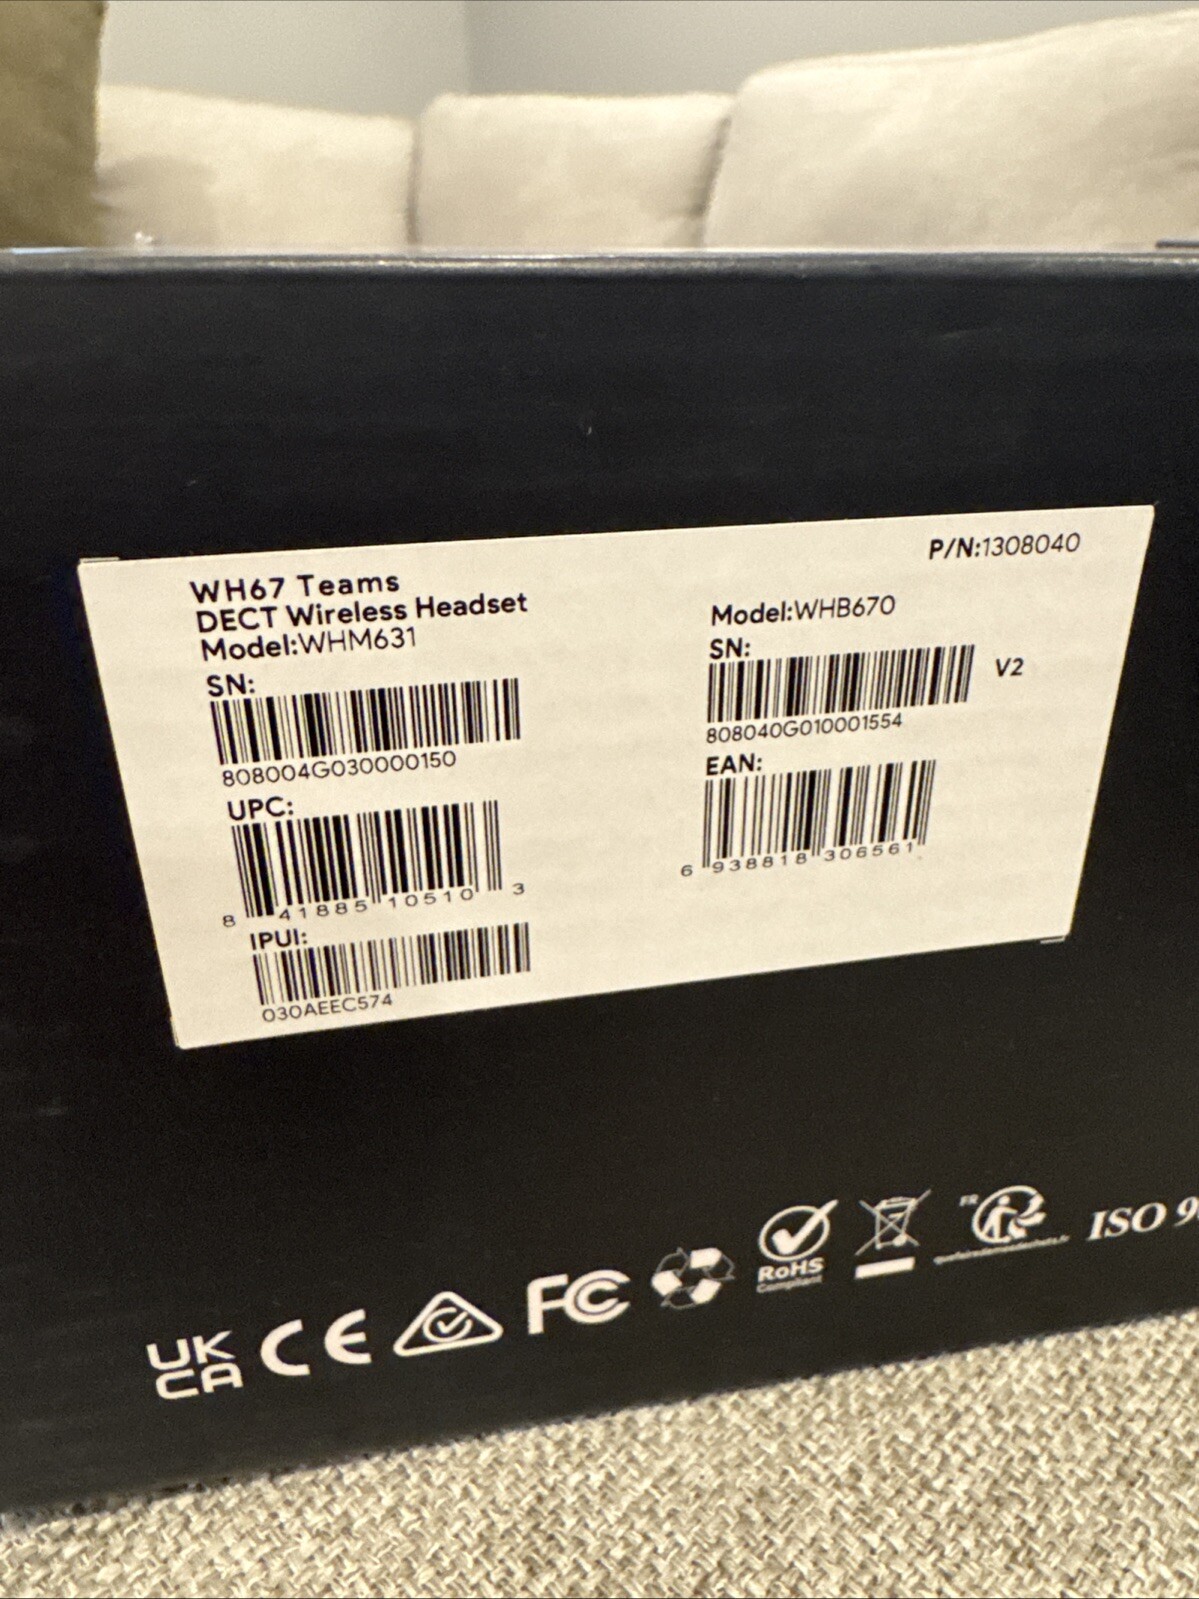 P/N:1308040
WH67 Teams
DECT Wireless Headset
Model:WHM631
SN:
808004G030000150
UPC:
8 41885 10510 3
IPUI:
030AEEC574
Model:WHB670
SN:
V2
808040G010001554
EAN:
6 938818 306561
UK
CA
CE
FC
RoHS
Compliant
FR
ISO